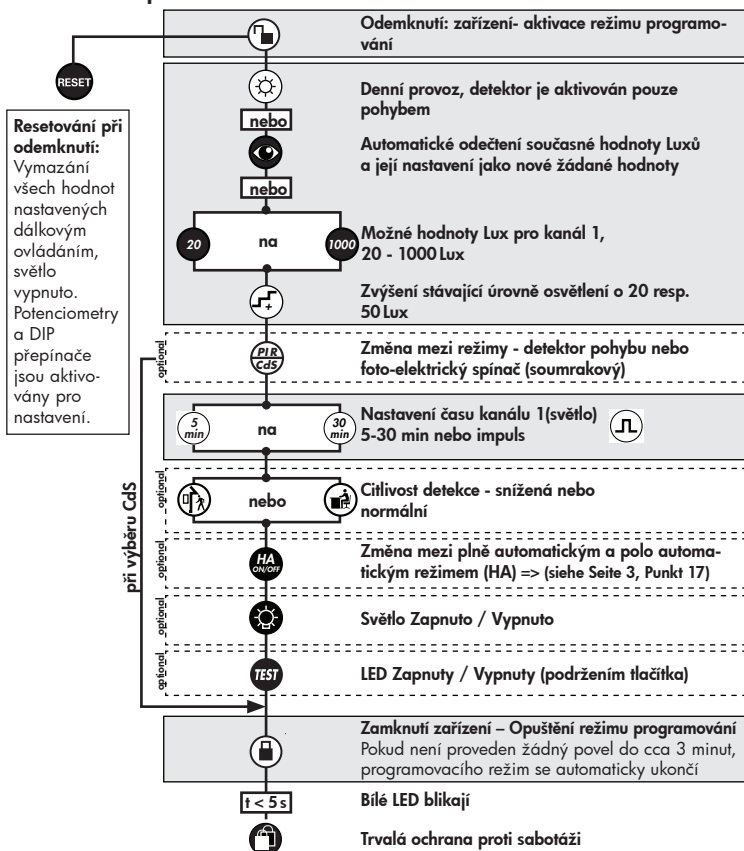 Odemknutí: zařízení- aktivace režimu programo-
vání
RESET
Resetování při
odemknutí:
Vymazání
všech hodnot
nastavených
dálkovým
ovládáním,
světlo
vypnuto.
Potenciometry
a DIP
přepínače
jsou aktivo-
vány pro
nastavení.
Denní provoz, detektor je aktivován pouze
pohybem
nebo
Automatické odečtení současné hodnoty Luxů
a její nastavení jako nové žádané hodnoty
nebo
20 na 1000
Možné hodnoty Lux pro kanál 1,
20 - 1000 Lux
+
Zvýšení stávající úrovně osvětlení o 20 resp.
50 Lux
optional
PIR
CdS
Změna mezi režimy - detektor pohybu nebo
foto-elektrický spínač (soumrakový)
5
min
na
30
min
Nastavení času kanálu 1(světlo)
5-30 min nebo impuls
při výběru CdS
optional
nebo
Citlivost detekce - snížená nebo
normální
optional
HA
ON/OFF
Změna mezi plně automatickým a polo automa-
tickým režimem (HA) => (siehe Seite 3, Punkt 17)
optional
Světlo Zapnuto / Vypnuto
optional
TEST
LED Zapnuty / Vypnuty (podržením tlačítka)
Zamknutí zařízení – Opuštění režimu programování
Pokud není proveden žádný povel do cca 3 minut,
programovacího režim se automaticky ukončí
t < 5 s
Bílé LED blikají
Trvalá ochrana proti sabotáži